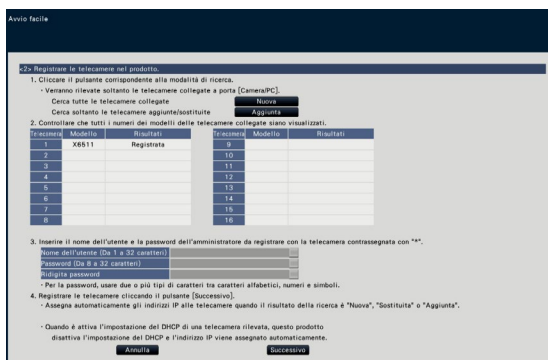 Avvio facile
<2> Registrare le telecamere nel prodotto.
1. Cliccare il pulsante corrispondente alla modalità di ricerca.
・Verranno rilevate soltanto le telecamere collegate a porta [Camera/PC].
Cerca tutte le telecamere collegate Nuova
Cerca soltanto le telecamere aggiunte/sostituite Aggiunta
2. Controllare che tutti i numeri dei modelli delle telecamere collegate siano visualizzati.
Telecamera Modello Risultati Telecamera Modello Risultati
1 X6511 Registrata 9
2 10
3 11
4 12
5 13
6 14
7 15
8 16
3. Inserire il nome dell'utente e la password dell'amministratore da registrare con la telecamera contrassegnata con "*".
Nome dell'utente (Da 1 a 32 caratteri)
Password (Da 8 a 32 caratteri)
Ridigita password
・Per la password, usare due o più tipi di caratteri tra caratteri alfabetici, numeri e simboli.
4. Registrare le telecamere cliccando il pulsante [Successivo].
・Assegna automaticamente gli indirizzi IP alle telecamere quando il risultato della ricerca è "Nuova", "Sostituita" o "Aggiunta".
・Quando è attiva l'impostazione del DHCP di una telecamera rilevata, questo prodotto
disattiva l'impostazione del DHCP e l'indirizzo IP viene assegnato automaticamente.
Annulla Successivo